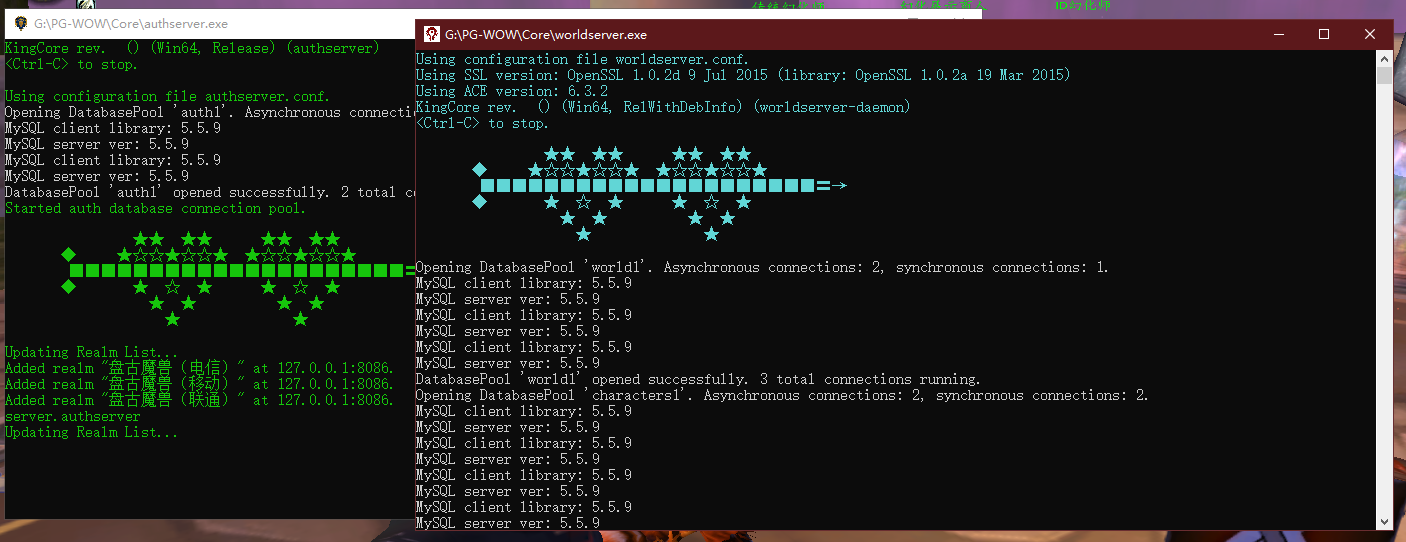 G:\PG-WOW\Core\authserver.exe
KingCore rev.  () (Win64, Release) (authserver)
<Ctrl-C> to stop.
Using configuration file authserver.conf.
Opening DatabasePool 'auth1'. Asynchronous
MySQL client library: 5.5.9
MySQL server ver: 5.5.9
MySQL client library: 5.5.9
MySQL server ver: 5.5.9
DatabasePool 'auth1' opened successfully. 2 total
Started auth database connection pool.
Updating Realm List...
Added realm "盘古魔兽（电信）" at 127.0.0.1:8086.
Added realm "盘古魔兽（移动）" at 127.0.0.1:8086.
Added realm "盘古魔兽（联通）" at 127.0.0.1:8086.
server.authserver
Updating Realm List...
G:\PG-WOW\Core\worldserver.exe
Using configuration file worldserver.conf.
Using SSL version: OpenSSL 1.0.2d 9 Jul 2015 (library: OpenSSL 1.0.2a 19 Mar 2015)
Using ACE version: 6.3.2
KingCore rev.  () (Win64, RelWithDebInfo) (worldserver-daemon)
<Ctrl-C> to stop.
Opening DatabasePool 'world1'. Asynchronous connections: 2, synchronous connections: 1.
MySQL client library: 5.5.9
MySQL server ver: 5.5.9
MySQL client library: 5.5.9
MySQL server ver: 5.5.9
MySQL client library: 5.5.9
MySQL server ver: 5.5.9
DatabasePool 'world1' opened successfully. 3 total connections running.
Opening DatabasePool 'characters1'. Asynchronous connections: 2, synchronous connections: 2.
MySQL client library: 5.5.9
MySQL server ver: 5.5.9
MySQL client library: 5.5.9
MySQL server ver: 5.5.9
MySQL client library: 5.5.9
MySQL server ver: 5.5.9
MySQL client library: 5.5.9
MySQL server ver: 5.5.9